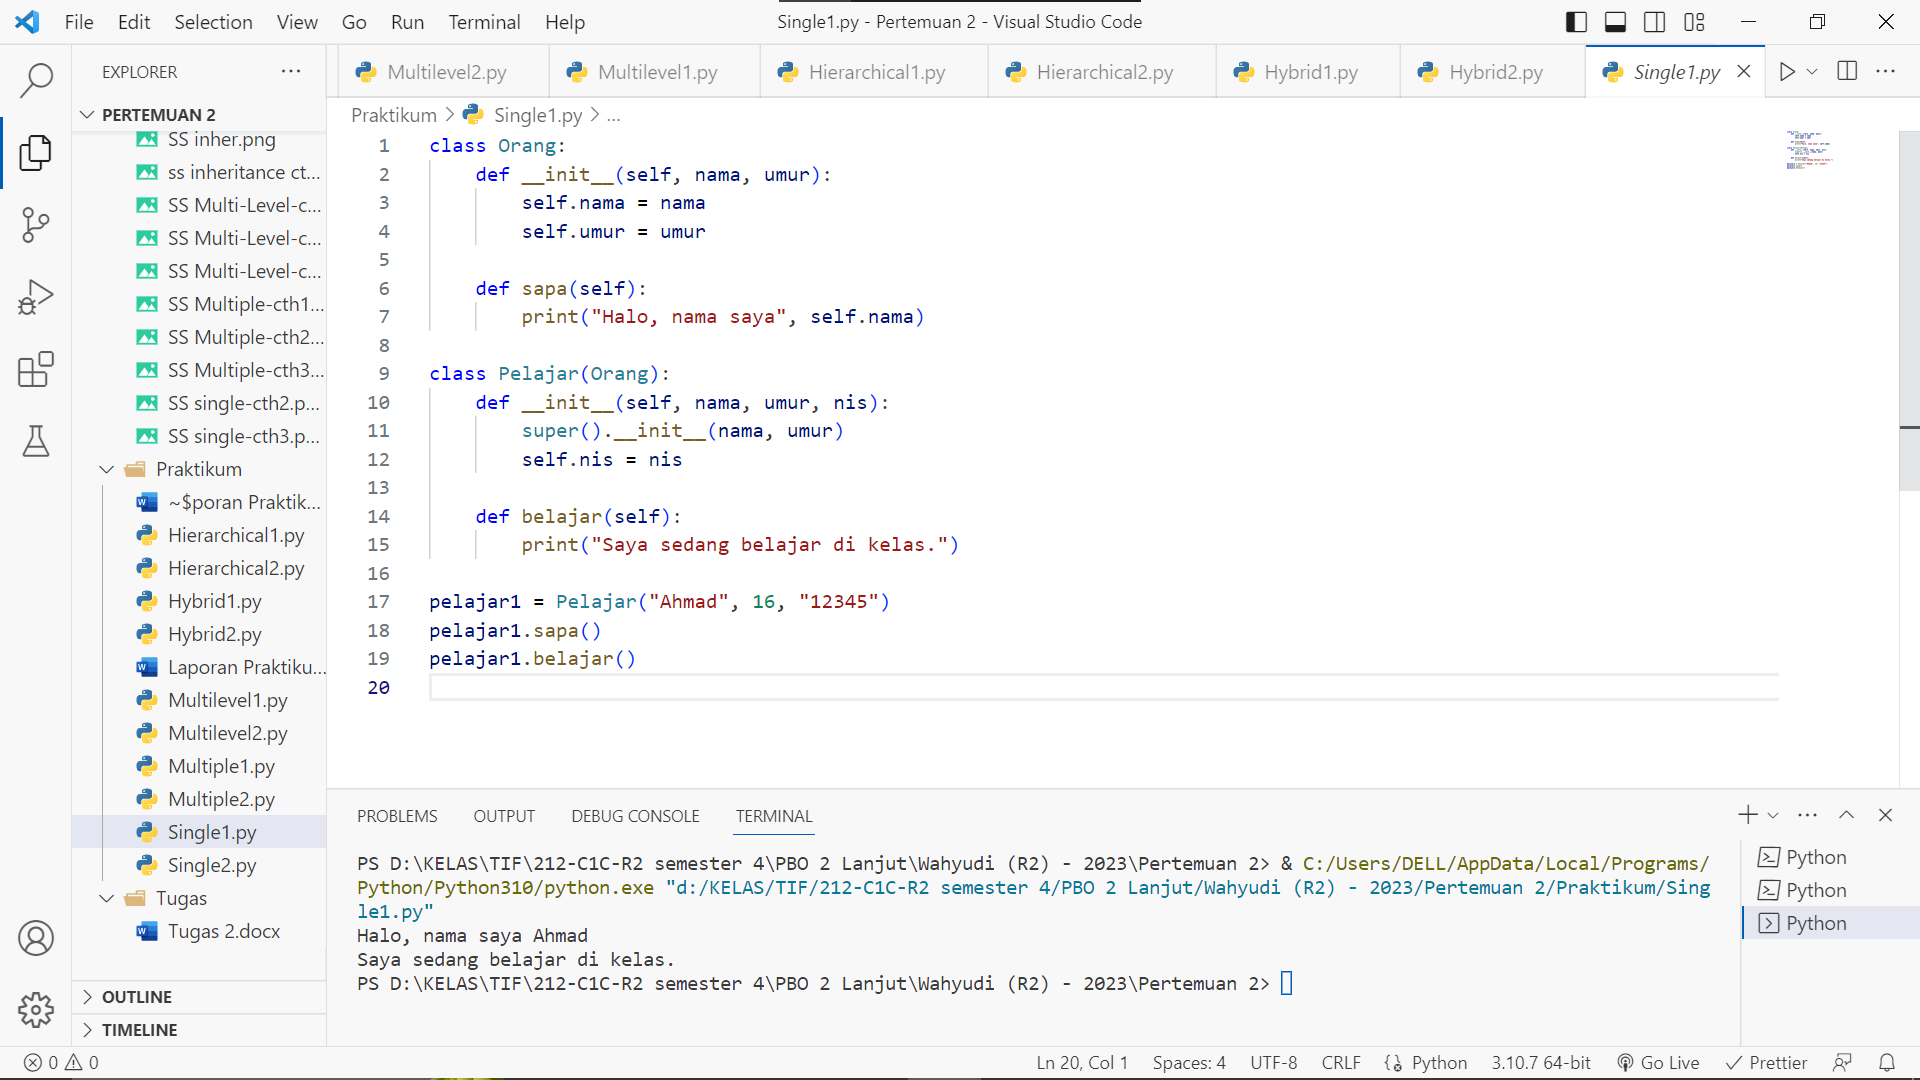 File Edit Selection View Go Run Terminal Help
Single1.py - Pertemuan 2 - Visual Studio Code
EXPLORER
PERTEMUAN 2
SS inher.png
ss inheritance ct...
SS Multi-Level-c...
SS Multi-Level-c...
SS Multi-Level-c...
SS Multiple-cth1...
SS Multiple-cth2...
SS Multiple-cth3...
SS single-cth2.p...
SS single-cth3.p...
Praktikum
~$poran Praktik...
Hierarchical1.py
Hierarchical2.py
Hybrid1.py
Hybrid2.py
Laporan Praktiku...
Multilevel1.py
Multilevel2.py
Multiple1.py
Multiple2.py
Single1.py
Single2.py
Tugas
Tugas 2.docx
OUTLINE
TIMELINE
Multilevel2.py Multilevel1.py Hierarchical1.py Hierarchical2.py Hybrid1.py Hybrid2.py Single1.py
Praktikum > Single1.py > ...
1 class Orang:
2     def __init__(self, nama, umur):
3         self.nama = nama
4         self.umur = umur
5
6     def sapa(self):
7         print("Halo, nama saya", self.nama)
8
9 class Pelajar(Orang):
10     def __init__(self, nama, umur, nis):
11         super().__init__(nama, umur)
12         self.nis = nis
13
14     def belajar(self):
15         print("Saya sedang belajar di kelas.")
16
17 pelajar1 = Pelajar("Ahmad", 16, "12345")
18 pelajar1.sapa()
19 pelajar1.belajar()
20
PROBLEMS OUTPUT DEBUG CONSOLE TERMINAL
PS D:\KELAS\TIF\212-C1C-R2 semester 4\PBO 2 Lanjut\Wahyudi (R2) - 2023\Pertemuan 2> & C:/Users/DELL/AppData/Local/Programs/
Python/Python310/python.exe "d:/KELAS/TIF/212-C1C-R2 semester 4/PBO 2 Lanjut/Wahyudi (R2) - 2023/Pertemuan 2/Praktikum/Sing
le1.py"
Halo, nama saya Ahmad
Saya sedang belajar di kelas.
PS D:\KELAS\TIF\212-C1C-R2 semester 4\PBO 2 Lanjut\Wahyudi (R2) - 2023\Pertemuan 2>
Python
Python
Python
0 0 Ln 20, Col 1 Spaces: 4 UTF-8 CRLF Python 3.10.7 64-bit Go Live Prettier